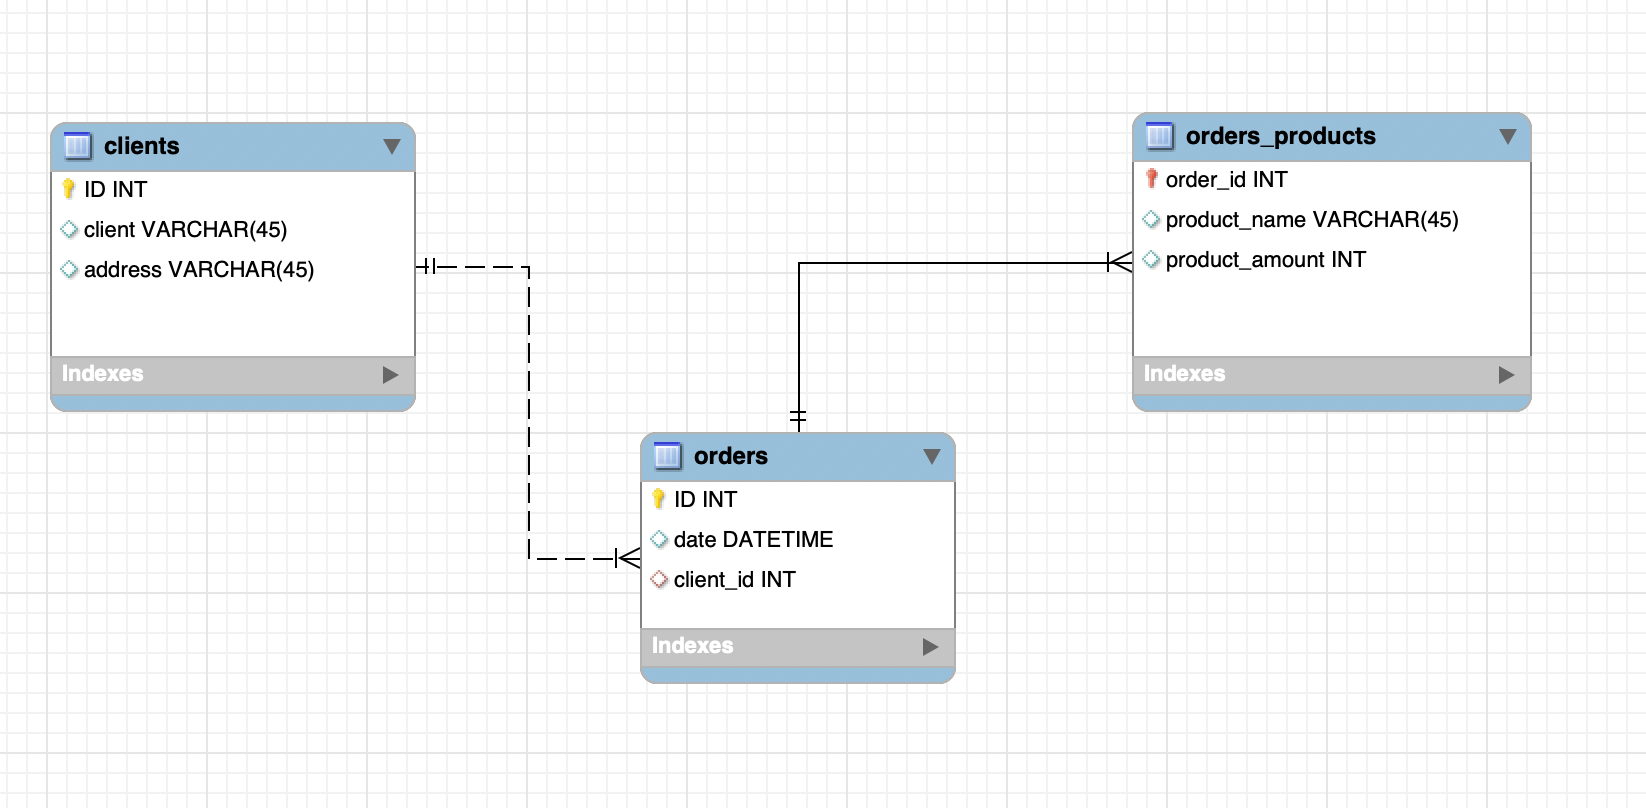 clients
ID INT
client VARCHAR(45)
address VARCHAR(45)
Indexes
orders_products
order_id INT
product_name VARCHAR(45)
product_amount INT
Indexes
orders
ID INT
date DATETIME
client_id INT
Indexes